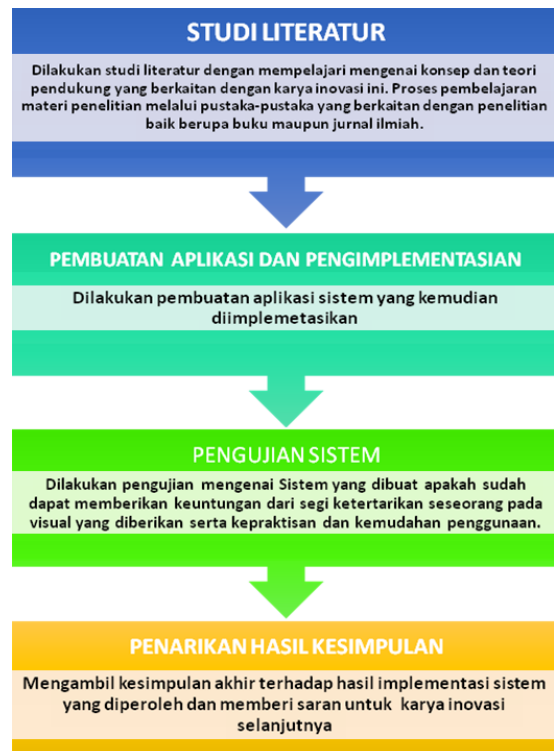 STUDI LITERATUR
Dilakukan studi literatur dengan mempelajari mengenai konsep dan teori
pendukung yang berkaitan dengan karya inovasi ini. Proses pembelajaran
materi penelitian melalui pustaka-pustaka yang berkaitan dengan penelitian
baik berupa buku maupun jurnal ilmiah.
PEMBUATAN APLIKASI DAN PENGIMPLEMENTASIAN
Dilakukan pembuatan aplikasi sistem yang kemudian
diimplemetasikan
PENGUJIAN SISTEM
Dilakukan pengujian mengenai Sistem yang dibuat apakah sudah
dapat memberikan keuntungan dari segi ketertarikan seseorang pada
visual yang diberikan serta kepraktisan dan kemudahan penggunaan.
PENARIKAN HASIL KESIMPULAN
Mengambil kesimpulan akhir terhadap hasil implementasi sistem
yang diperoleh dan memberi saran untuk karya inovasi
selanjutnya